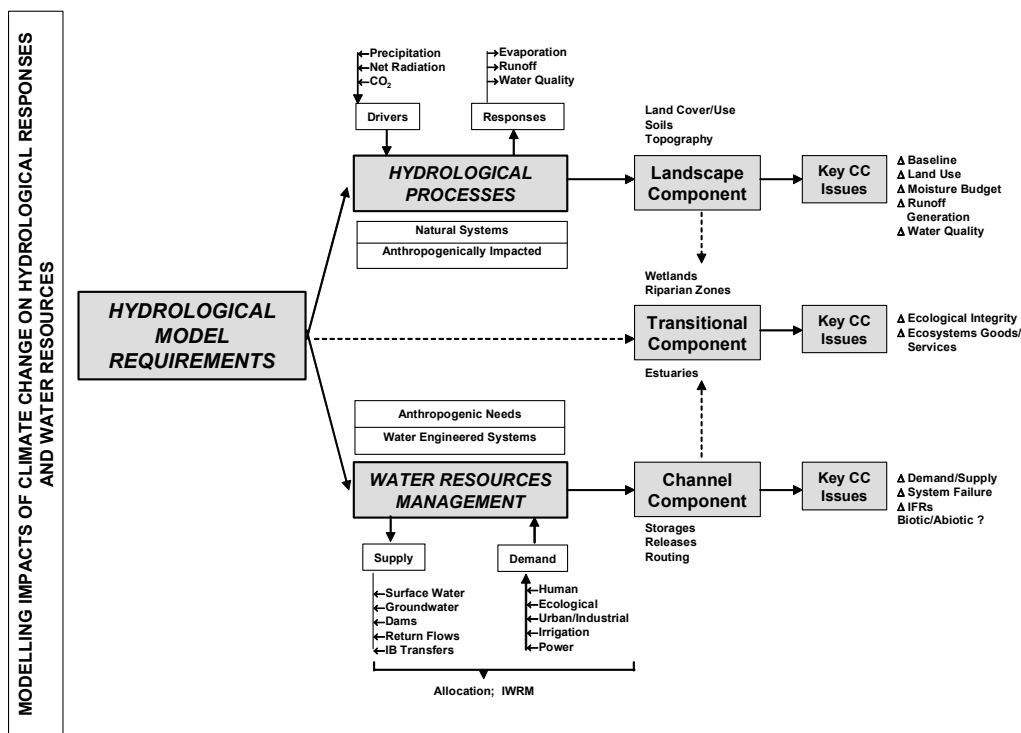 MODELLING IMPACTS OF CLIMATE CHANGE ON HYDROLOGICAL RESPONSES
AND WATER RESOURCES
Precipitation
Net Radiation
CO₂
Drivers
Evaporation
Runoff
Water Quality
Responses
HYDROLOGICAL
PROCESSES
Natural Systems
Anthropogenically Impacted
Land Cover/Use
Soils
Topography
Landscape
Component
Key CC
Issues
Δ Baseline
Δ Land Use
Δ Moisture Budget
Δ Runoff
Generation
Δ Water Quality
HYDROLOGICAL
MODEL
REQUIREMENTS
Wetlands
Riparian Zones
Transitional
Component
Estuaries
Key CC
Issues
Δ Ecological Integrity
Δ Ecosystems Goods/
Services
Anthropogenic Needs
Water Engineered Systems
WATER RESOURCES
MANAGEMENT
Channel
Component
Storages
Releases
Routing
Key CC
Issues
Δ Demand/Supply
Δ System Failure
Δ IFRs
Biotic/Abiotic ?
Supply
Surface Water
Groundwater
Dams
Return Flows
IB Transfers
Demand
Human
Ecological
Urban/Industrial
Irrigation
Power
Allocation; IWRM